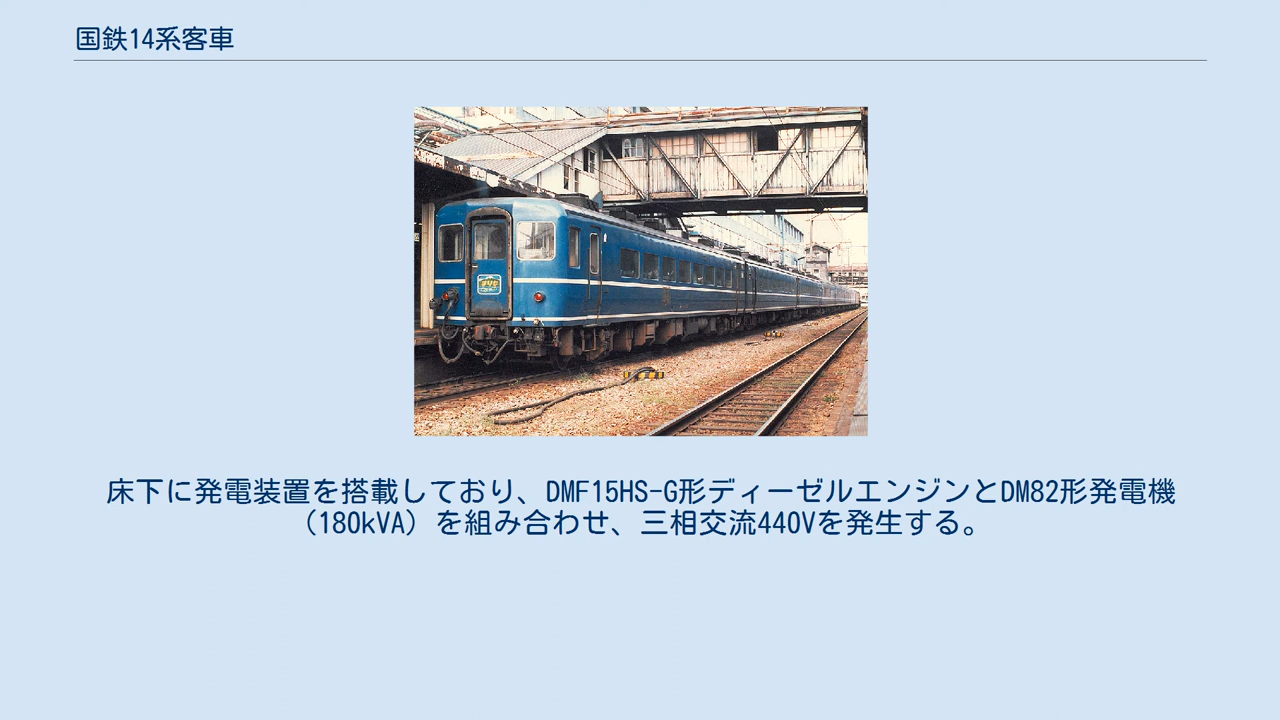 国鉄14系客車
床下に発電装置を搭載しており、DMF15HS-G形ディーゼルエンジンとDM82形発電機
（180kVA）を組み合わせ、三相交流440Vを発生する。